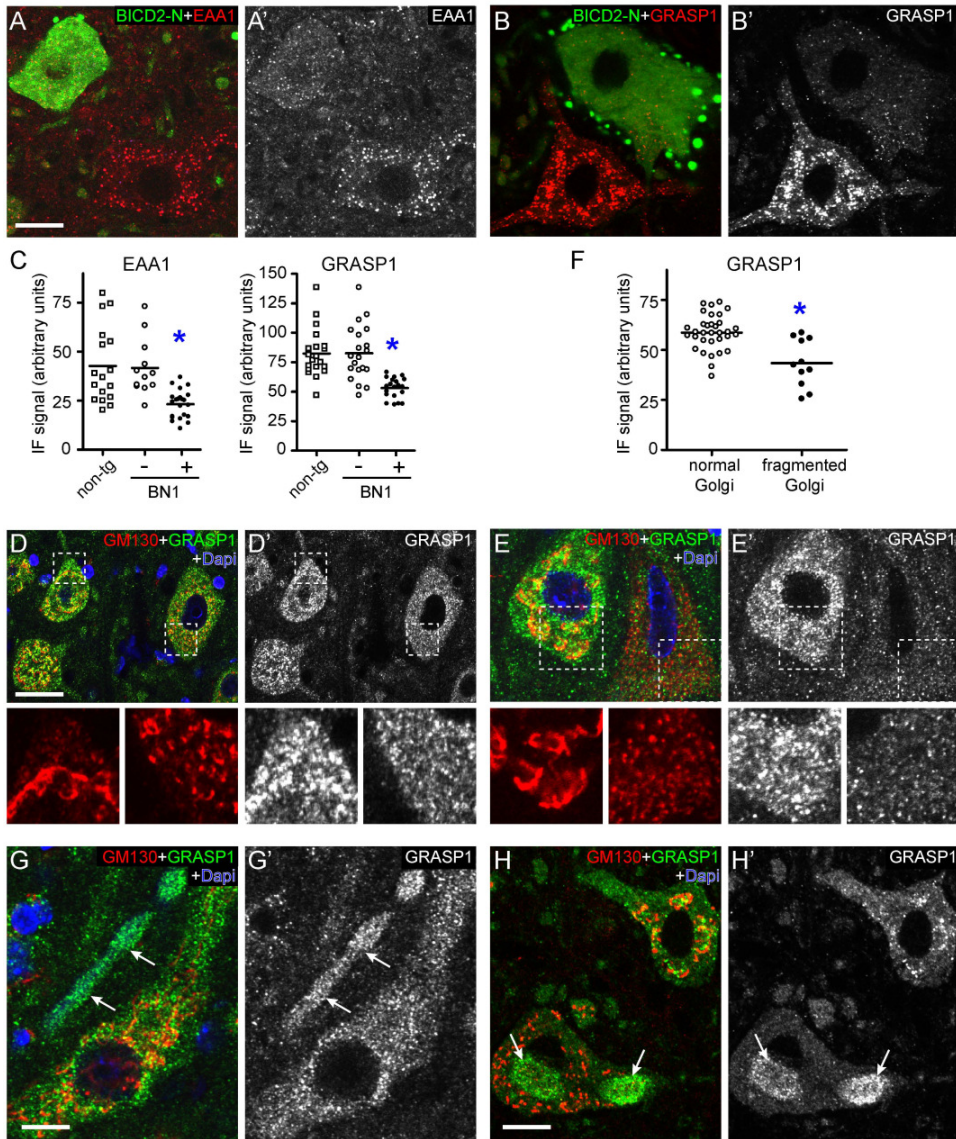 A
BICD2-N+EAA1
A'
EAA1
B
BICD2-N+GRASP1
B'
GRASP1
C
EAA1
IF signal (arbitrary units)
75
50
25
0
non-tg
-
+
BN1
*
GRASP1
IF signal (arbitrary units)
150
125
100
75
50
25
0
non-tg
-
+
BN1
*
F
GRASP1
IF signal (arbitrary units)
75
50
25
0
normal
Golgi
fragmented
Golgi
*
D
GM130+GRASP1
+Dapi
D'
GRASP1
E
GM130+GRASP1
+Dapi
E'
GRASP1
G
GM130+GRASP1
+Dapi
G'
GRASP1
H
GM130+GRASP1
+Dapi
H'
GRASP1